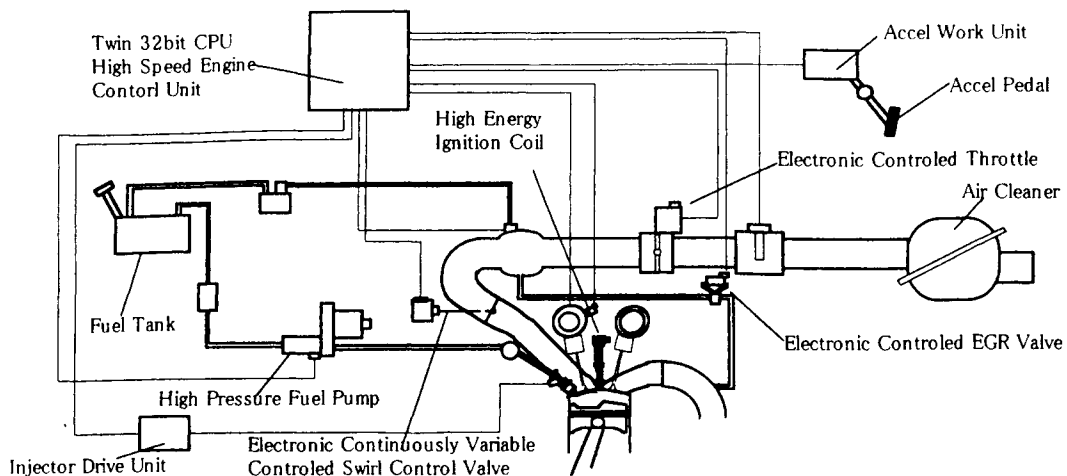 Twin 32bit CPU
High Speed Engine
Contorl Unit
Accel Work Unit
Accel Pedal
High Energy
Ignition Coil
Electronic Controled Throttle
Air Cleaner
Fuel Tank
Electronic Controled EGR Valve
High Pressure Fuel Pump
Electronic Continuously Variable
Controled Swirl Control Valve
Injector Drive Unit